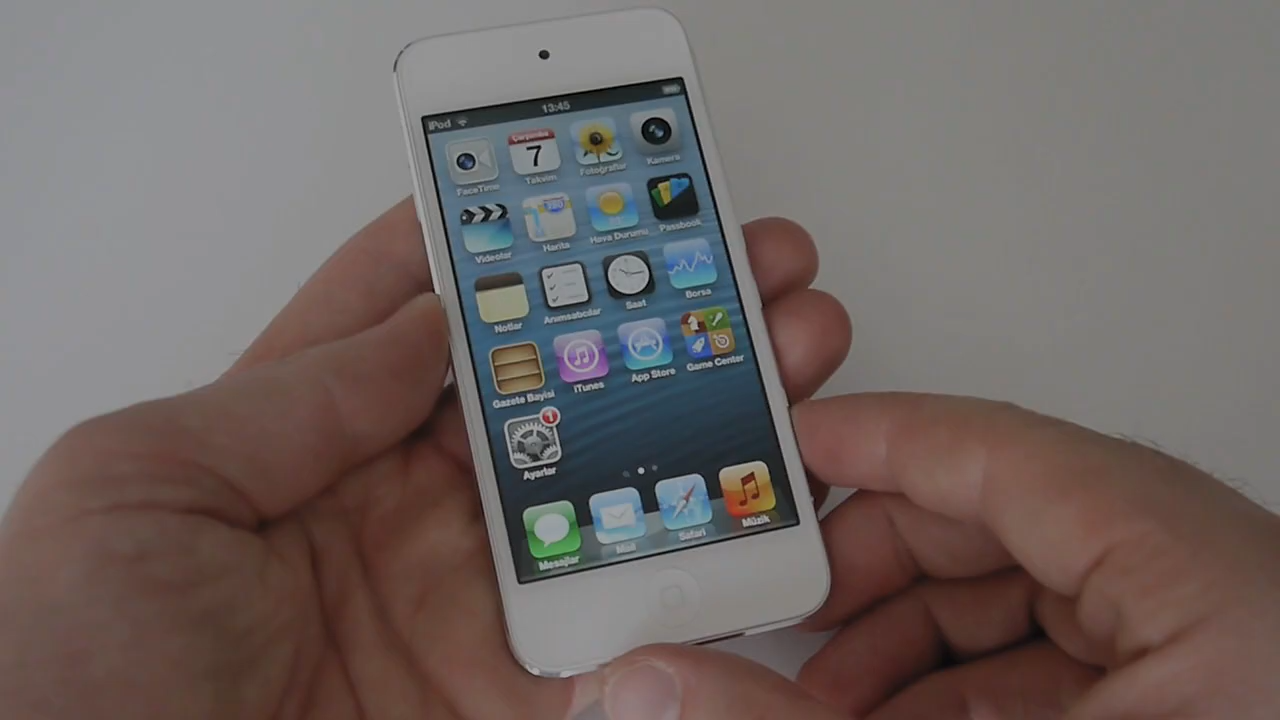 iPod 13:45
Çarşamba
7
FaceTime Takvim Fotoğraflar Kamera
280
Videolar Harita Hava Durumu Passbook
Notlar Anımsatıcılar Saat Borsa
Gazete Bayisi iTunes App Store Game Center
1
Ayarlar
Mesajlar Mail Safari Müzik